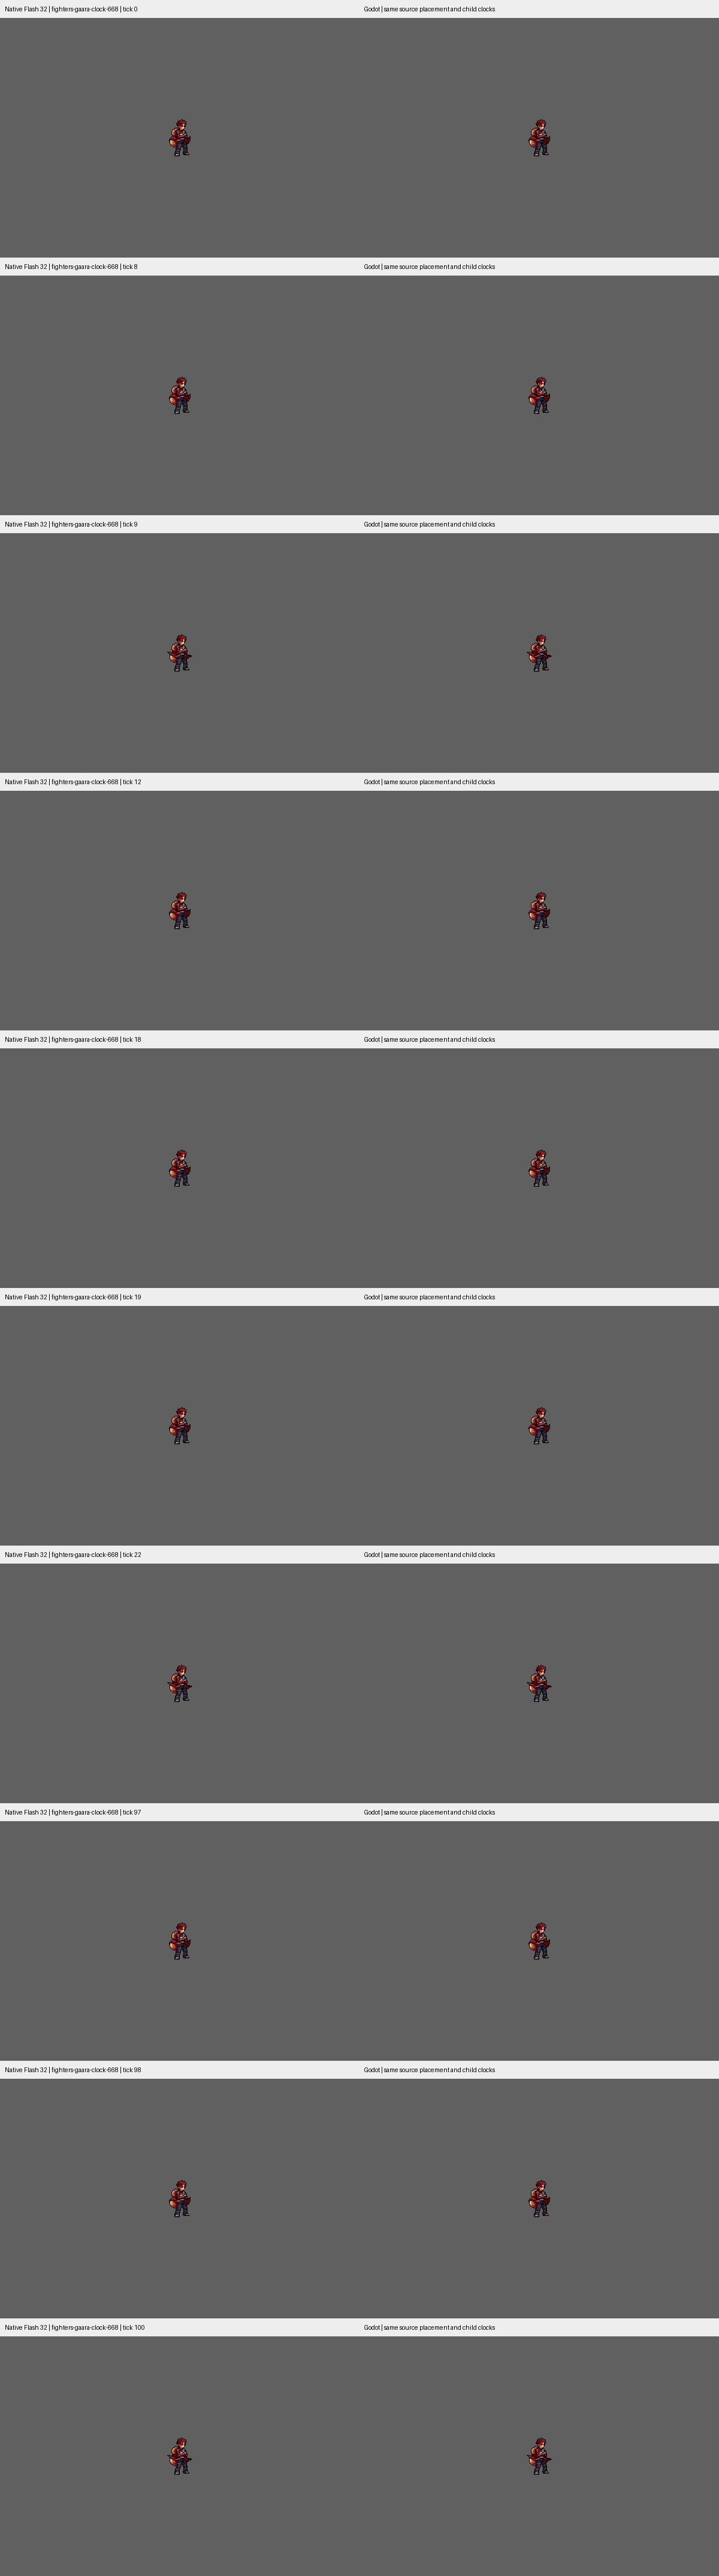 Native Flash 32 | fighters-gaara-clock-668 | tick 0
Godot | same source placement and child clocks
Native Flash 32 | fighters-gaara-clock-668 | tick 8
Godot | same source placement and child clocks
Native Flash 32 | fighters-gaara-clock-668 | tick 9
Godot | same source placement and child clocks
Native Flash 32 | fighters-gaara-clock-668 | tick 12
Godot | same source placement and child clocks
Native Flash 32 | fighters-gaara-clock-668 | tick 18
Godot | same source placement and child clocks
Native Flash 32 | fighters-gaara-clock-668 | tick 19
Godot | same source placement and child clocks
Native Flash 32 | fighters-gaara-clock-668 | tick 22
Godot | same source placement and child clocks
Native Flash 32 | fighters-gaara-clock-668 | tick 97
Godot | same source placement and child clocks
Native Flash 32 | fighters-gaara-clock-668 | tick 98
Godot | same source placement and child clocks
Native Flash 32 | fighters-gaara-clock-668 | tick 100
Godot | same source placement and child clocks